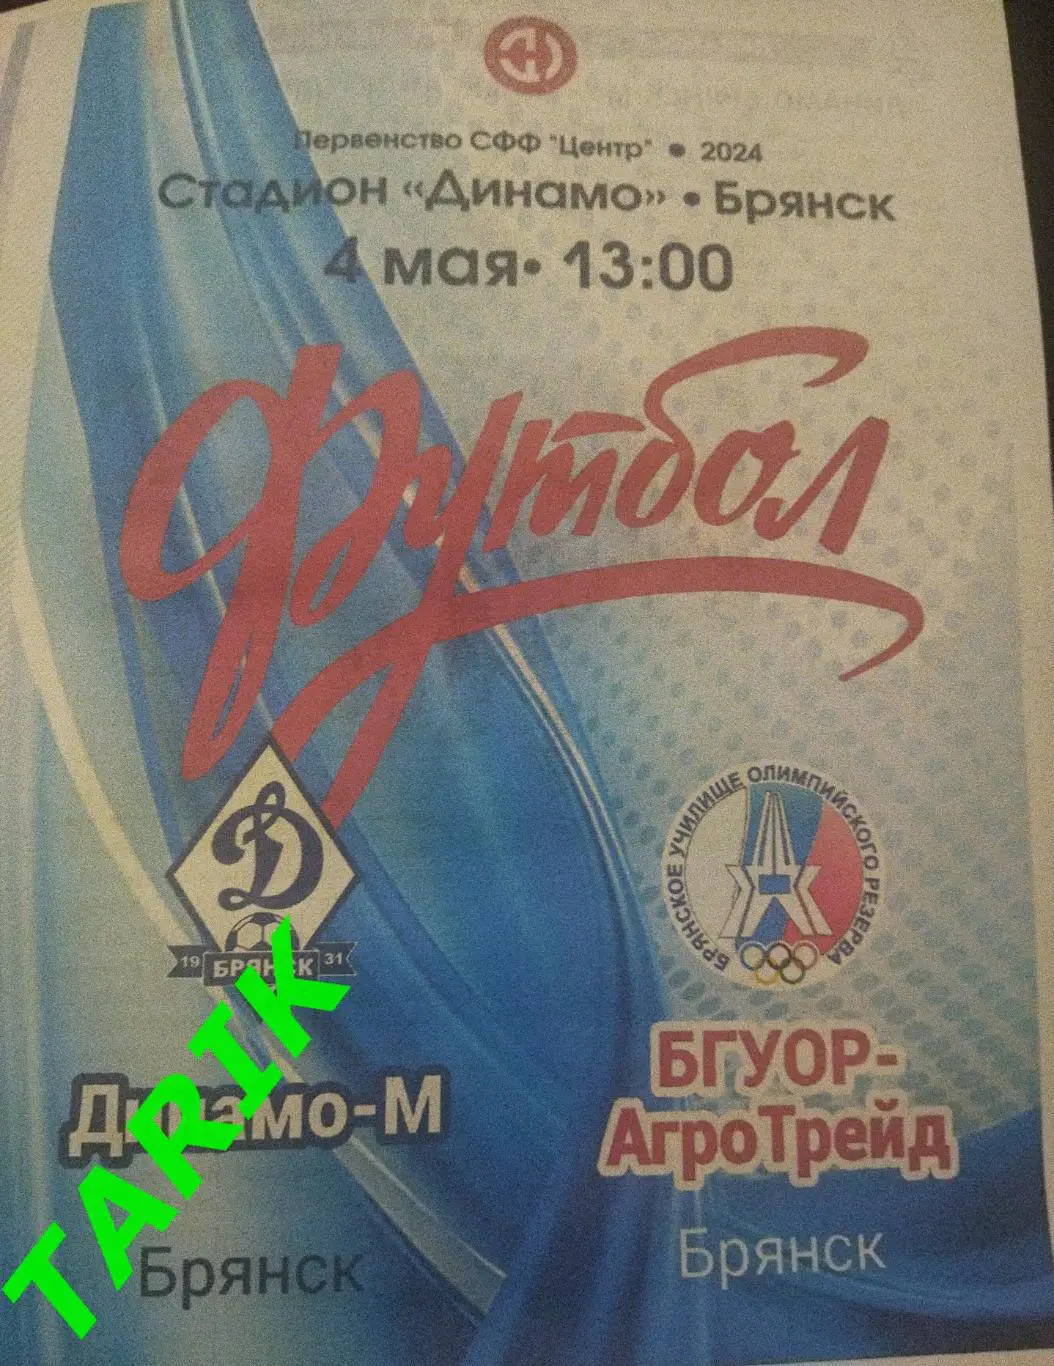 Первенство СФФ "Центр" • 2024
Стадион «Динамо» • Брянск
4 мая • 13:00
Футбол
19 БРЯНСК 31
БРЯНСКОЕ УЧИЛИЩЕ ОЛИМПИЙСКОГО РЕЗЕРВА
Динамо-М
БГУОР-
АгроТрейд
Брянск
Брянск
TARIK